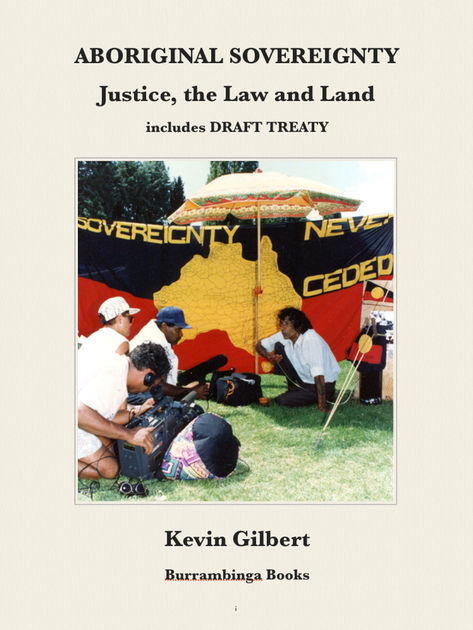 ABORIGINAL SOVEREIGNTY
Justice, the Law and Land
includes DRAFT TREATY
SOVEREIGNTY NEVER
CEDED
Kevin Gilbert
Burrambinga Books
i